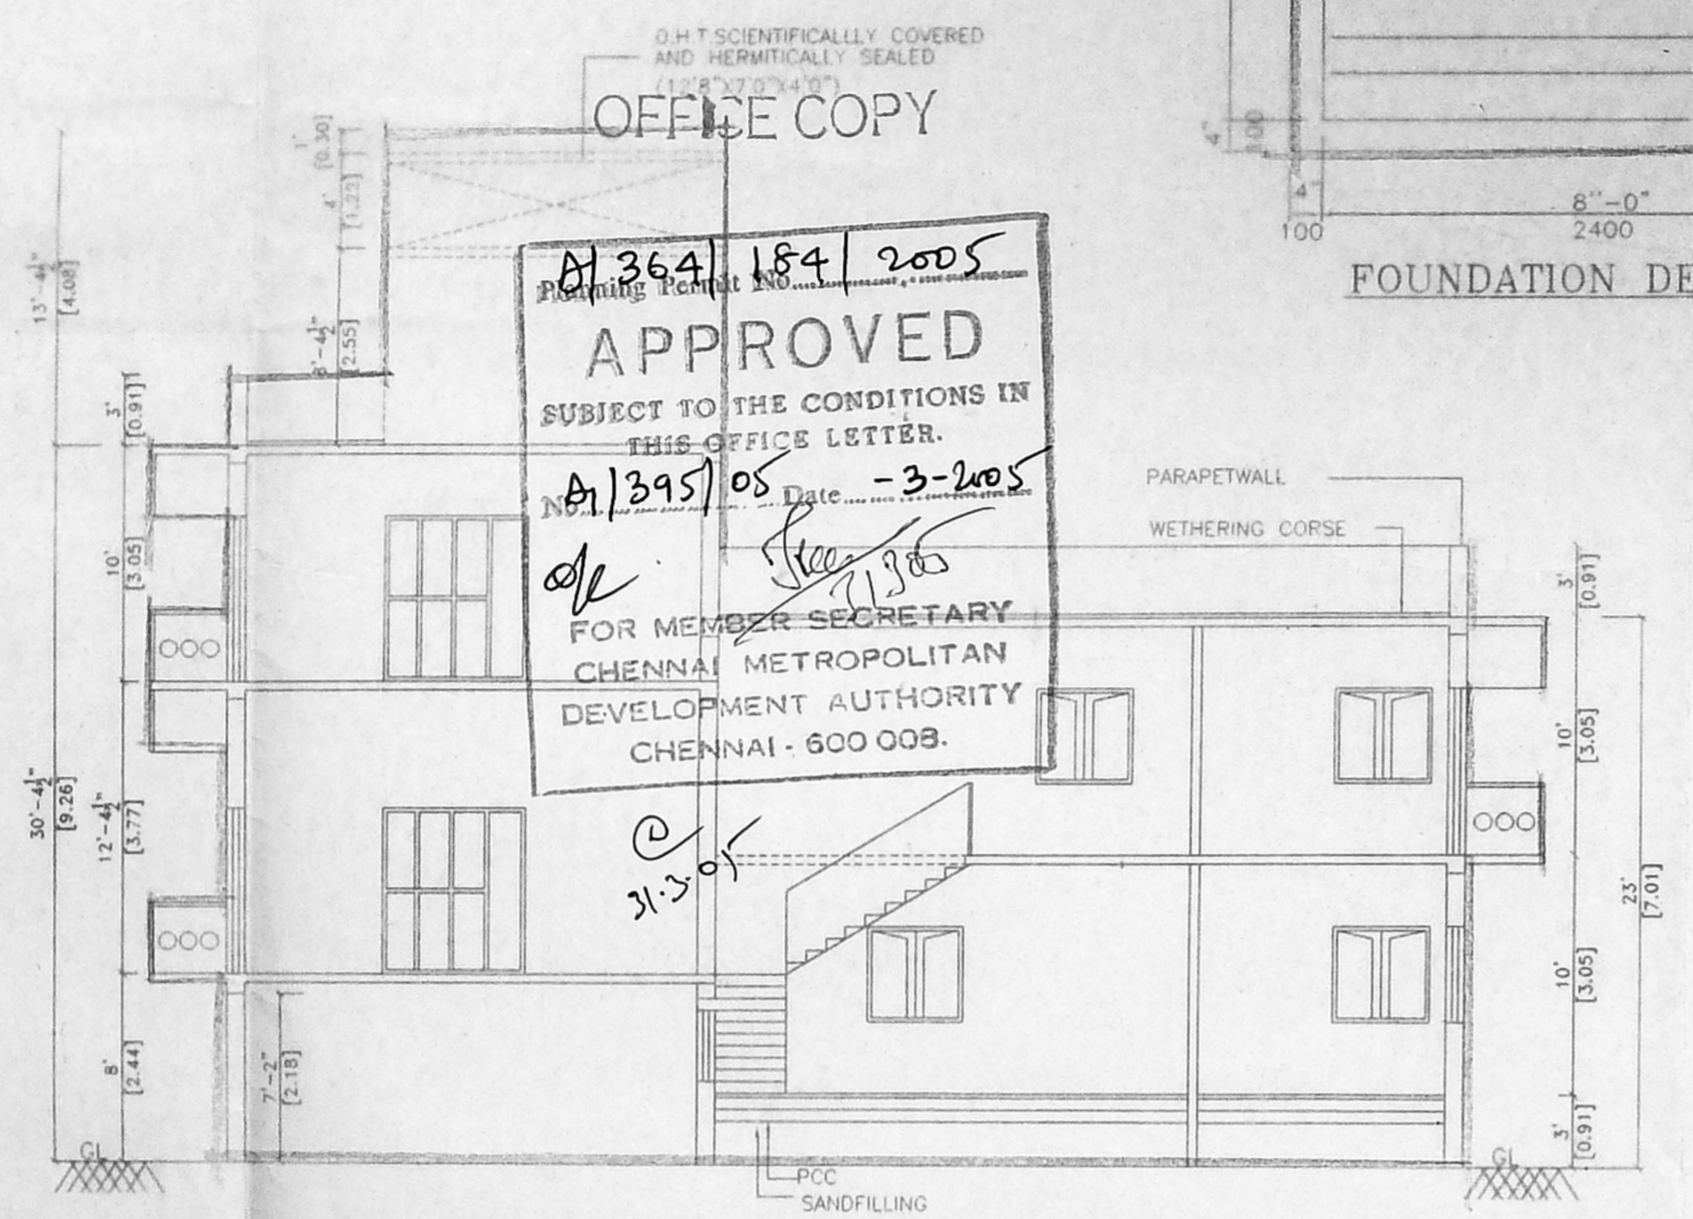 O.H.T.SCIENTIFICALLLY COVERED
AND HERMITICALLY SEALED
(12'8"X7'0"X4'0")
OFFICE COPY
1'
[0.30]
4'
[1.22]
13'-4½"
[4.08]
8'-4½"
[2.55]
3'
[0.91]
10'
[3.05]
30'-4½"
[9.26]
12'-4½"
[3.77]
8'
[2.44]
7'-2"
[2.18]
GL
A/ 364/ 184/ 2005
Planning Permit No
APPROVED
SUBJECT TO THE CONDITIONS IN
THIS OFFICE LETTER.
No A1/395/05 Date -3-2005
FOR MEMBER SECRETARY
CHENNAI METROPOLITAN
DEVELOPMENT AUTHORITY
CHENNAI - 600 008.
31.3.05
4"
100
4"
100
8"-0"
2400
FOUNDATION DE
PARAPETWALL
WETHERING CORSE
3'
[0.91]
10'
[3.05]
23'
[7.01]
10'
[3.05]
3'
[0.91]
GL
PCC
SANDFILLING